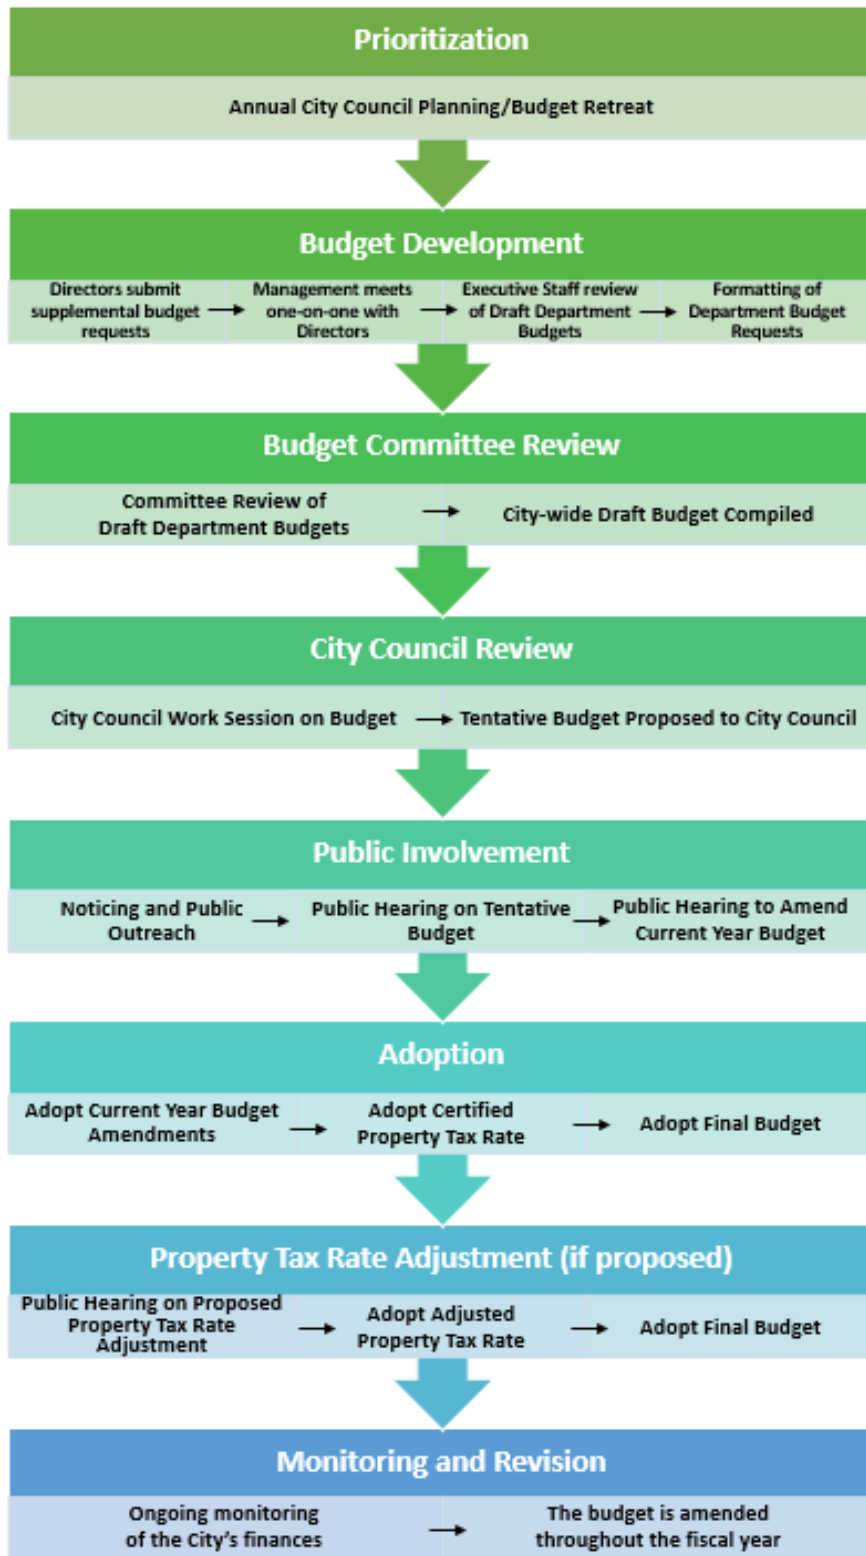 Prioritization
Annual City Council Planning/Budget Retreat
Budget Development
Directors submit
supplemental budget
requests
Management meets
one-on-one with
Directors
Executive Staff review
of Draft Department
Budgets
Formatting of
Department Budget
Requests
Budget Committee Review
Committee Review of
Draft Department Budgets
City-wide Draft Budget Compiled
City Council Review
City Council Work Session on Budget
Tentative Budget Proposed to City Council
Public Involvement
Noticing and Public
Outreach
Public Hearing on Tentative
Budget
Public Hearing to Amend
Current Year Budget
Adoption
Adopt Current Year Budget
Amendments
Adopt Certified
Property Tax Rate
Adopt Final Budget
Property Tax Rate Adjustment (if proposed)
Public Hearing on Proposed
Property Tax Rate
Adjustment
Adopt Adjusted
Property Tax Rate
Adopt Final Budget
Monitoring and Revision
Ongoing monitoring
of the City's finances
The budget is amended
throughout the fiscal year